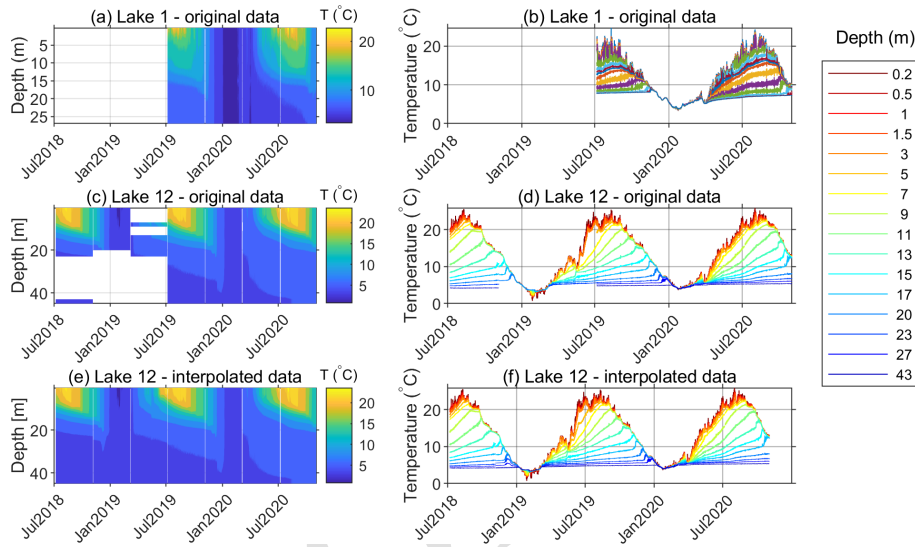 (a) Lake 1 - original data
T (°C)
Depth (m)
5
10
15
20
25
20
10
Jul2018
Jan2019
Jul2019
Jan2020
Jul2020
(b) Lake 1 - original data
Temperature (°C)
20
10
0
Jul2018
Jan2019
Jul2019
Jan2020
Jul2020
(c) Lake 12 - original data
T (°C)
Depth [m]
20
40
20
15
10
5
Jul2018
Jan2019
Jul2019
Jan2020
Jul2020
(d) Lake 12 - original data
Temperature (°C)
20
10
0
Jul2018
Jan2019
Jul2019
Jan2020
Jul2020
(e) Lake 12 - interpolated data
T (°C)
Depth [m]
20
40
20
15
10
5
Jul2018
Jan2019
Jul2019
Jan2020
Jul2020
(f) Lake 12 - interpolated data
Temperature (°C)
20
10
0
Jul2018
Jan2019
Jul2019
Jan2020
Jul2020
Depth (m)
0.2
0.5
1
1.5
3
5
7
9
11
13
15
17
20
23
27
43